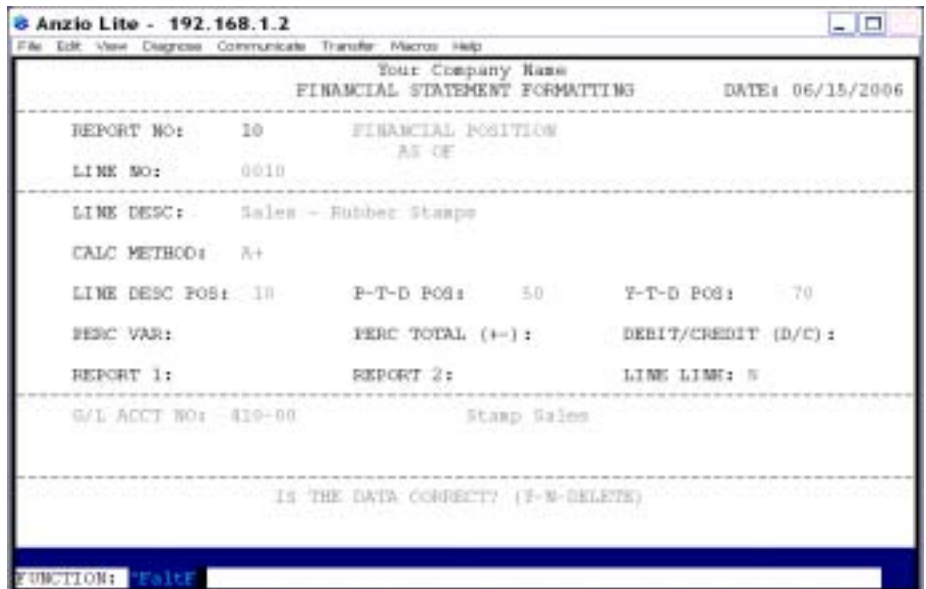 Anzio Lite - 192.168.1.2
File Edit View Diagnose Communicate Transfer Macros Help
Your Company Name
FINANCIAL STATEMENT FORMATTING DATE: 06/15/2006
REPORT NO: 10 FINANCIAL POSITION
AS OF
LINE NO: 0010
LINE DESC: Sales - Rubber Stamps
CALC METHOD: A+
LINE DESC POS: 10 P-T-D POS: 50 Y-T-D POS: 70
PERC VAR: PERC TOTAL (+-): DEBIT/CREDIT (D/C):
REPORT 1: REPORT 2: LINE LINK: N
G/L ACCT NO: 410-00 Stamp Sales
IS THE DATA CORRECT? (Y-N-DELETE)
FUNCTION: